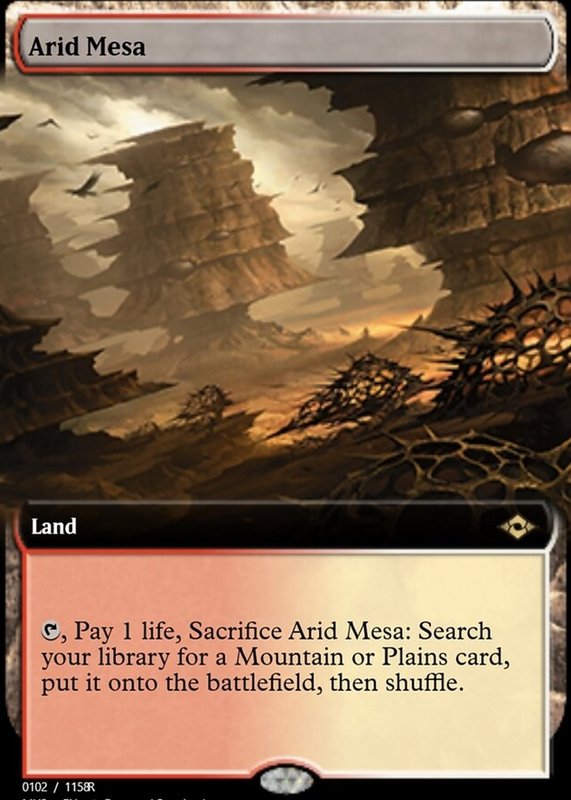 Arid Mesa
Land
, Pay 1 life, Sacrifice Arid Mesa: Search
your library for a Mountain or Plains card,
put it onto the battlefield, then shuffle.
0102 / 1158R